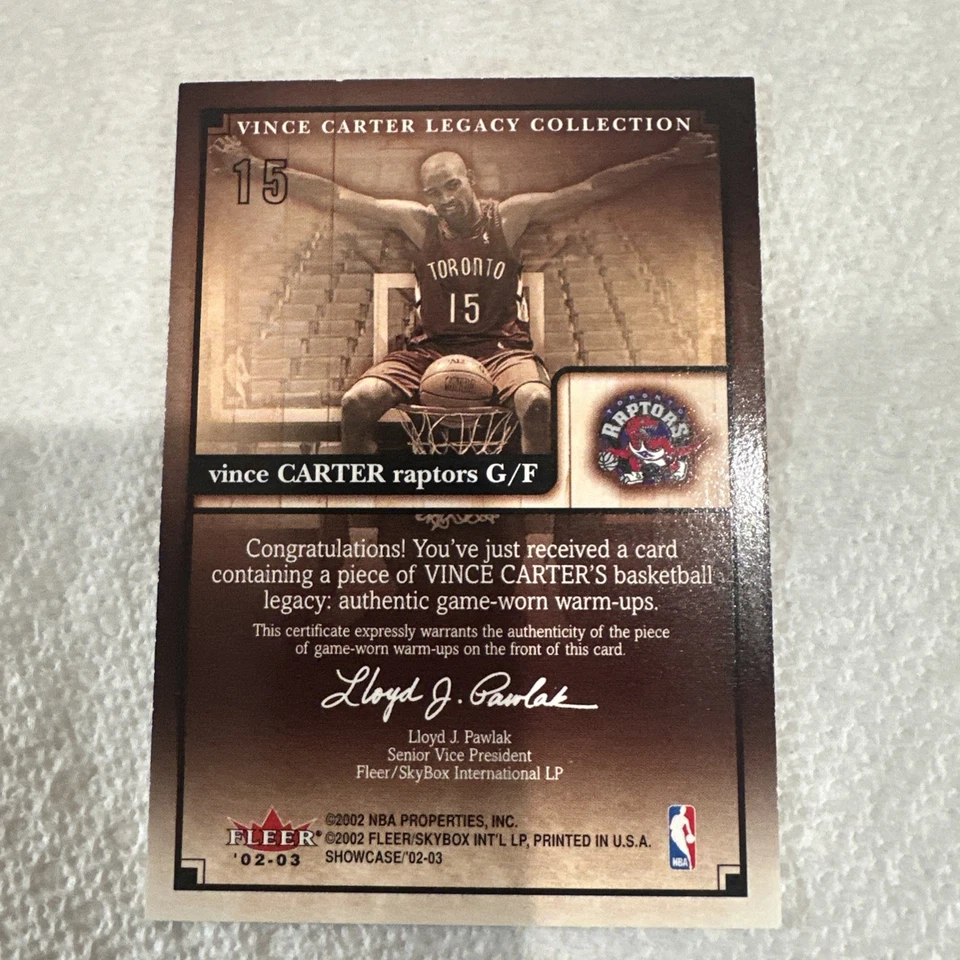 VINCE CARTER LEGACY COLLECTION
15
TORONTO
15
TORONTO
RAPTORS
vince CARTER raptors G/F
Congratulations! You've just received a card
containing a piece of VINCE CARTER'S basketball
legacy: authentic game-worn warm-ups.
This certificate expressly warrants the authenticity of the piece
of game-worn warm-ups on the front of this card.
Lloyd J. Pawlak
Lloyd J. Pawlak
Senior Vice President
Fleer/SkyBox International LP
FLEER®
'02-03
©2002 NBA PROPERTIES, INC.
©2002 FLEER/SKYBOX INT'L LP, PRINTED IN U.S.A.
SHOWCASE/'02-03
NBA